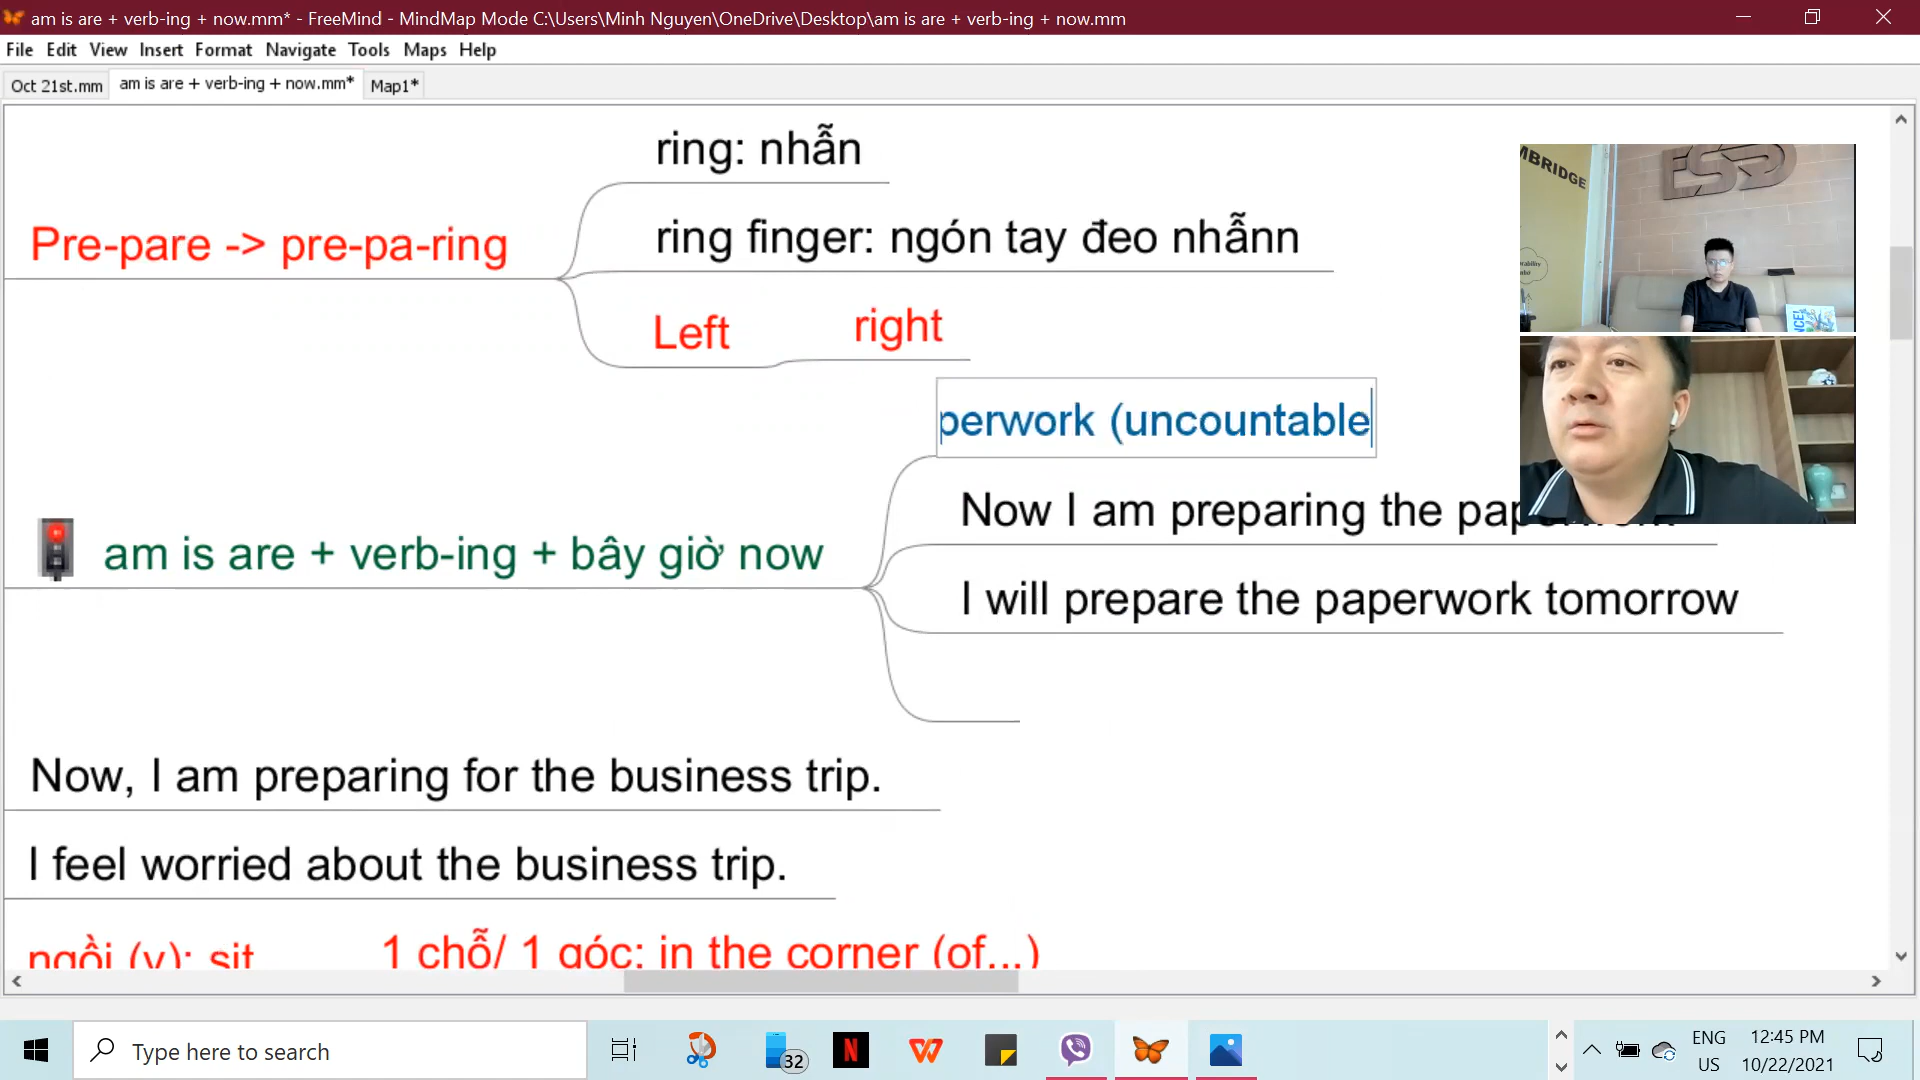 am is are + verb-ing + now.mm* - FreeMind - MindMap Mode C:\Users\Minh Nguyen\OneDrive\Desktop\am is are + verb-ing + now.mm
File Edit View Insert Format Navigate Tools Maps Help
Oct 21st.mm am is are + verb-ing + now.mm* Map1*
ring: nhẫn
Pre-pare -> pre-pa-ring
ring finger: ngón tay đeo nhẫnn
Left right
perwork (uncountable
Now I am preparing the
am is are + verb-ing + bây giờ now
I will prepare the paperwork tomorrow
Now, I am preparing for the business trip.
I feel worried about the business trip.
ngồi (v): sit 1 chỗ/ 1 góc: in the corner (of...)
MBRIDGE
ESD
Type here to search
32
N
W
ENG
US
12:45 PM
10/22/2021